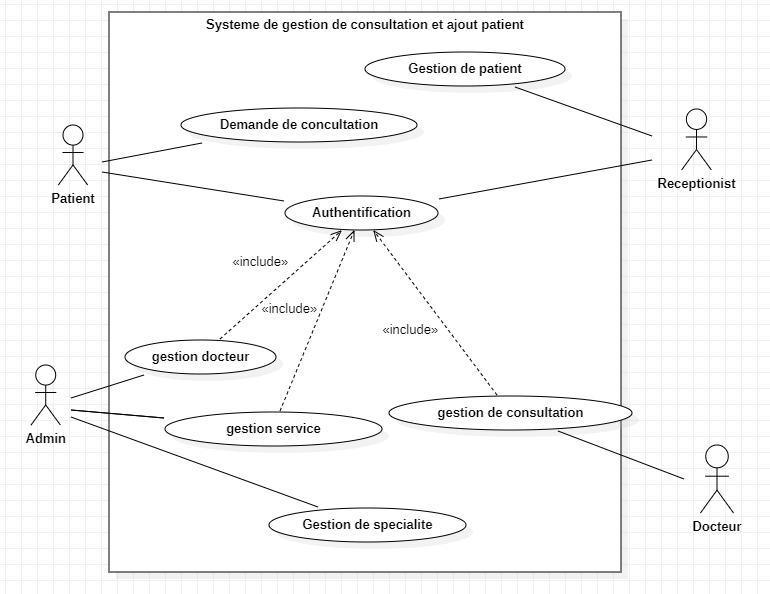 Systeme de gestion de consultation et ajout patient
Gestion de patient
Demande de concultation
Patient
Receptionist
Authentification
«include»
«include»
«include»
gestion docteur
Admin
gestion service
gestion de consultation
Docteur
Gestion de specialite